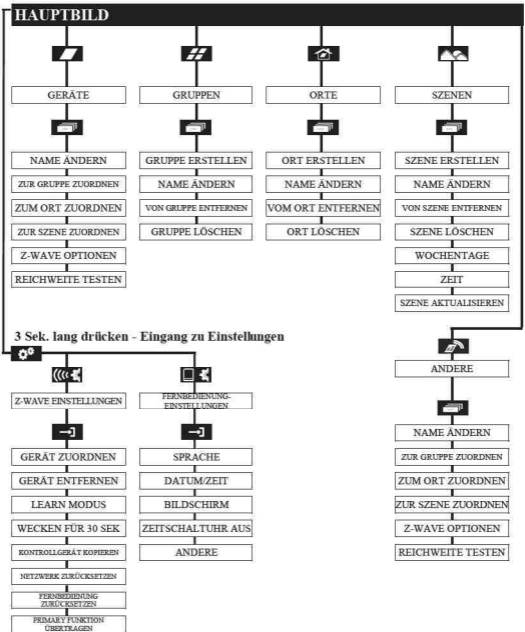 HAUPTBILD
GERÄTE
NAME ÄNDERN
ZUR GRUPPE ZUORDNEN
ZUM ORT ZUORDNEN
ZUR SZENE ZUORDNEN
Z-WAVE OPTIONEN
REICHWEITE TESTEN
GRUPPEN
GRUPPE ERSTELLEN
NAME ÄNDERN
VON GRUPPE ENTFERNEN
GRUPPE LÖSCHEN
ORTE
ORT ERSTELLEN
NAME ÄNDERN
VOM ORT ENTFERNEN
ORT LÖSCHEN
SZENEN
SZENE ERSTELLEN
NAME ÄNDERN
VON SZENE ENTFERNEN
SZENE LÖSCHEN
WOCHENTAGE
ZEIT
SZENE AKTUALISIEREN
3 Sek. lang drücken - Eingang zu Einstellungen
Z-WAVE EINSTELLUNGEN
GERÄT ZUORDNEN
GERÄT ENTFERNEN
LEARN MODUS
WECKEN FÜR 30 SEK
KONTROLLGERÄT KOPIEREN
NETZWERK ZURÜCKSETZEN
FERNBEDIENUNG
ZURÜCKSETZEN
PRIMARY FUNKTION
ÜBERTRAGEN
FERNBEDIENUNG-
EINSTELLUNGEN
SPRACHE
DATUM/ZEIT
BILDSCHIRM
ZEITSCHALTUHR AUS
ANDERE
ANDERE
NAME ÄNDERN
ZUR GRUPPE ZUORDNEN
ZUM ORT ZUORDNEN
ZUR SZENE ZUORDNEN
Z-WAVE OPTIONEN
REICHWEITE TESTEN